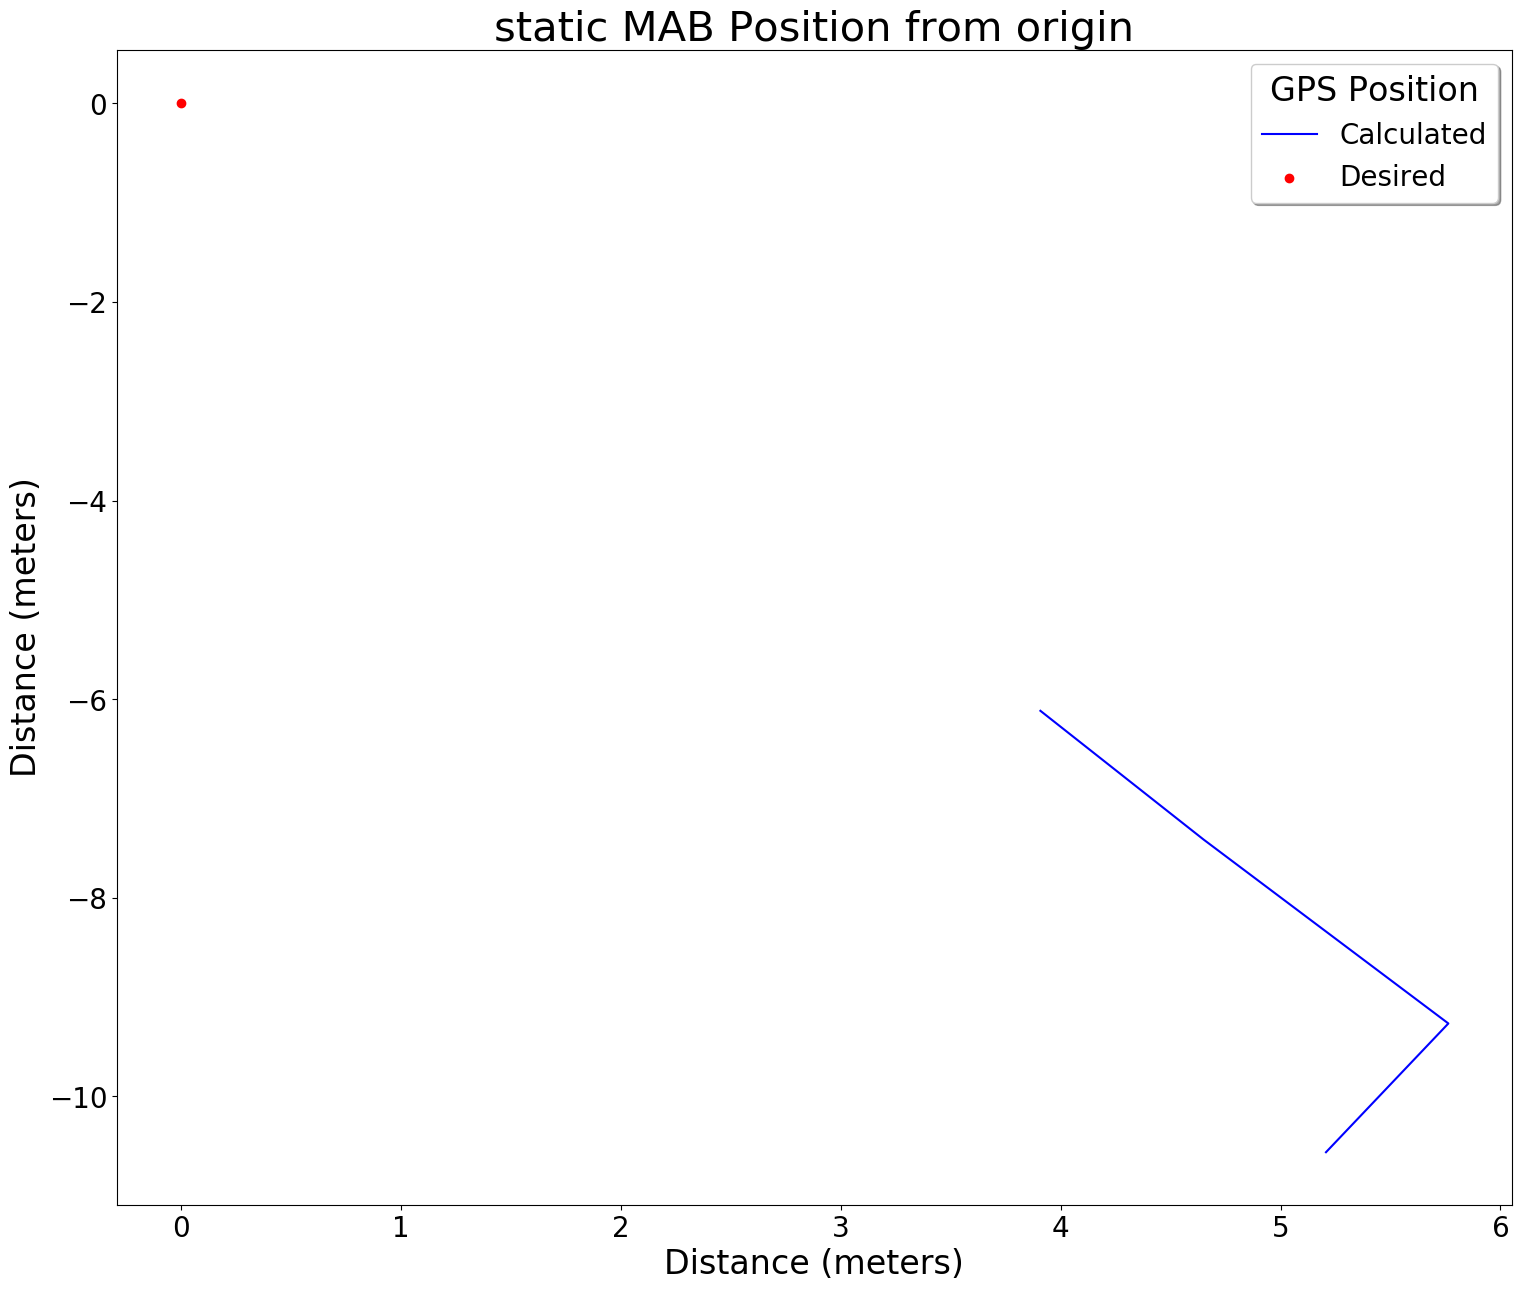 static MAB Position from origin
GPS Position
Calculated
Desired
Distance (meters)
0
−2
−4
−6
−8
−10
0 1 2 3 4 5 6
Distance (meters)